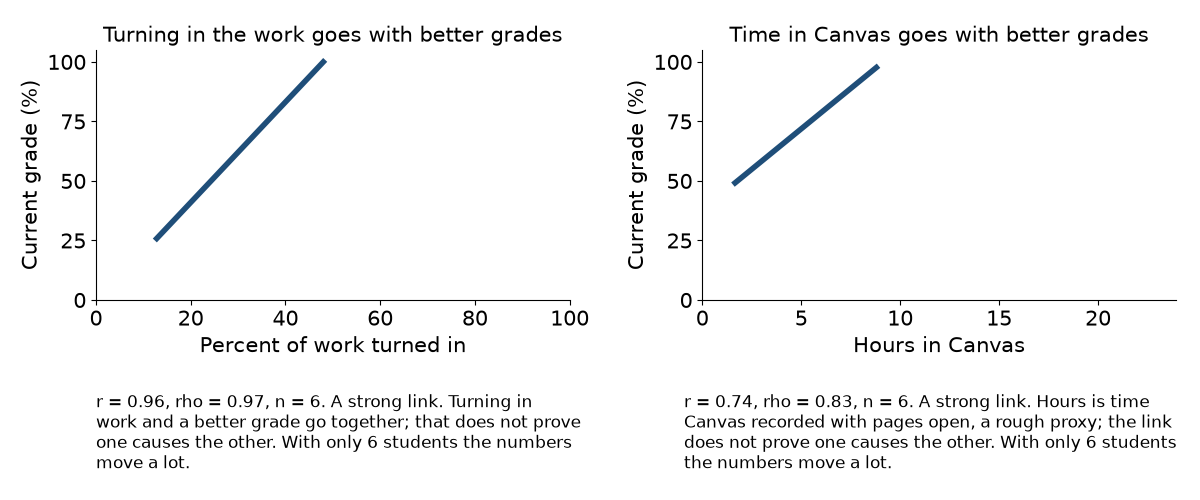 Turning in the work goes with better grades
Current grade (%)
100
75
50
25
0
0 20 40 60 80 100
Percent of work turned in
r = 0.96, rho = 0.97, n = 6. A strong link. Turning in
work and a better grade go together; that does not prove
one causes the other. With only 6 students the numbers
move a lot.
Time in Canvas goes with better grades
Current grade (%)
100
75
50
25
0
0 5 10 15 20
Hours in Canvas
r = 0.74, rho = 0.83, n = 6. A strong link. Hours is time
Canvas recorded with pages open, a rough proxy; the link
does not prove one causes the other. With only 6 students
the numbers move a lot.